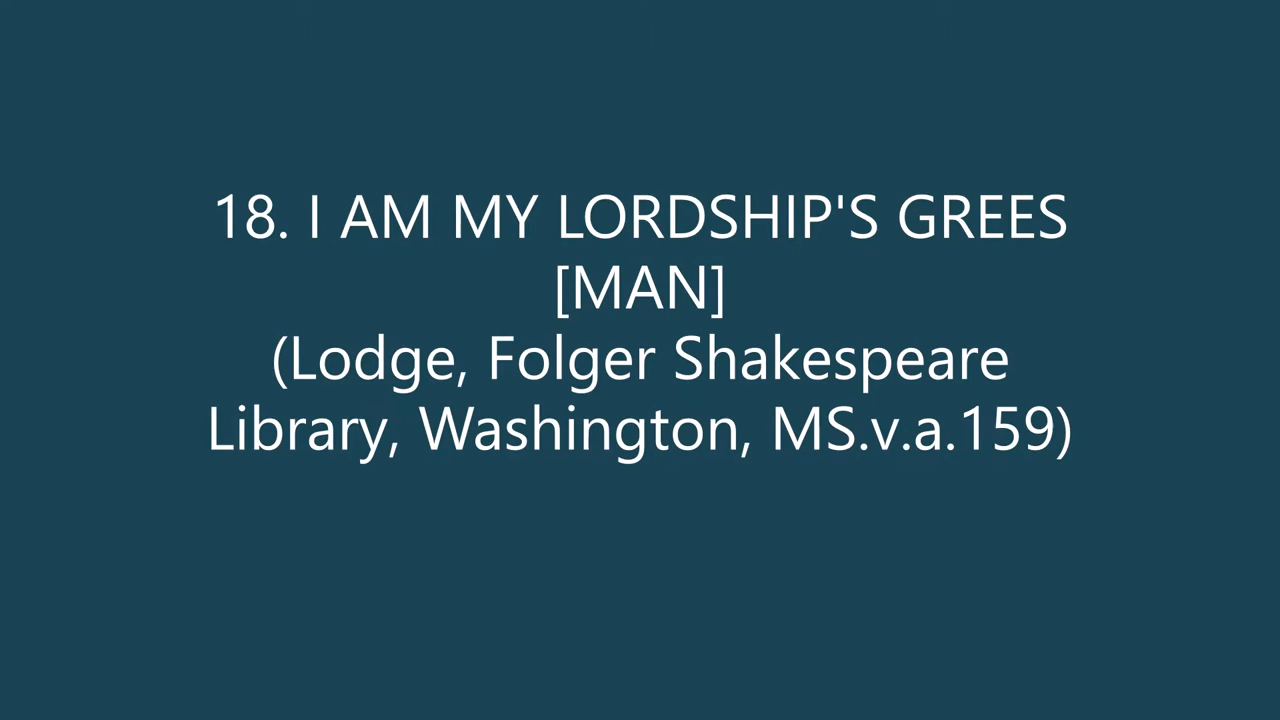 18. I AM MY LORDSHIP'S GREES
[MAN]
(Lodge, Folger Shakespeare
Library, Washington, MS.v.a.159)